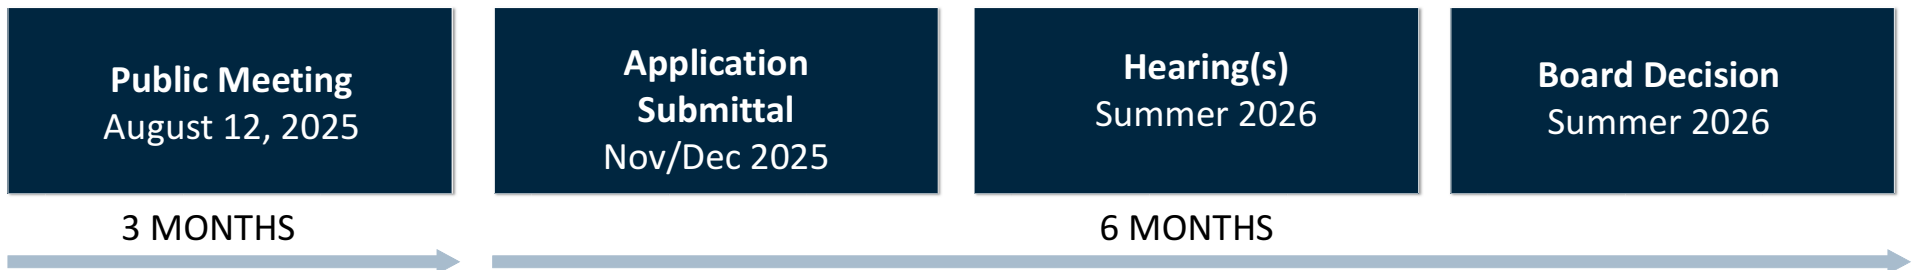 Public Meeting
August 12, 2025
Application
Submittal
Nov/Dec 2025
Hearing(s)
Summer 2026
Board Decision
Summer 2026
3 MONTHS
6 MONTHS